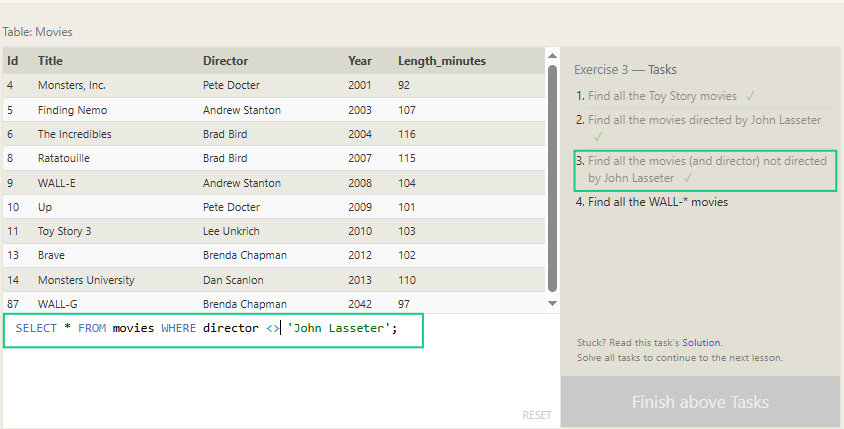 Table: Movies
Id Title Director Year Length_minutes
4 Monsters, Inc. Pete Docter 2001 92
5 Finding Nemo Andrew Stanton 2003 107
6 The Incredibles Brad Bird 2004 116
8 Ratatouille Brad Bird 2007 115
9 WALL-E Andrew Stanton 2008 104
10 Up Pete Docter 2009 101
11 Toy Story 3 Lee Unkrich 2010 103
13 Brave Brenda Chapman 2012 102
14 Monsters University Dan Scanlon 2013 110
87 WALL-G Brenda Chapman 2042 97
SELECT * FROM movies WHERE director <> 'John Lasseter';
RESET
Exercise 3 — Tasks
1. Find all the Toy Story movies ✓
2. Find all the movies directed by John Lasseter
✓
3. Find all the movies (and director) not directed
by John Lasseter ✓
4. Find all the WALL-* movies
Stuck? Read this task's Solution.
Solve all tasks to continue to the next lesson.
Finish above Tasks